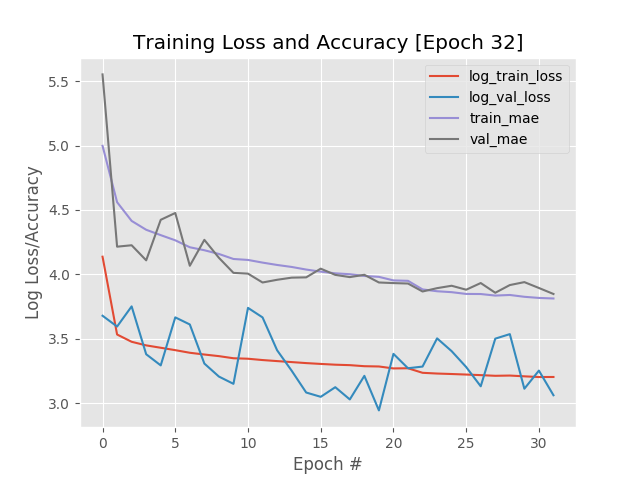 Training Loss and Accuracy [Epoch 32]
log_train_loss
log_val_loss
train_mae
val_mae
Log Loss/Accuracy
5.5
5.0
4.5
4.0
3.5
3.0
0 5 10 15 20 25 30
Epoch #